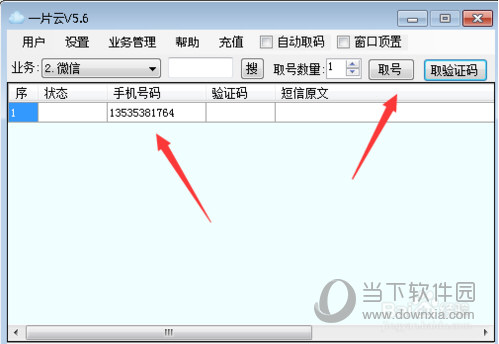 一片云V5.6
用户 设置 业务管理 帮助 充值 自动取码 窗口顶置
业务: 2. 微信 搜 取号数量: 1 取号 取验证码
序 状态 手机号码 验证码 短信原文
1 13535381764
当下软件园
www.downxia.com